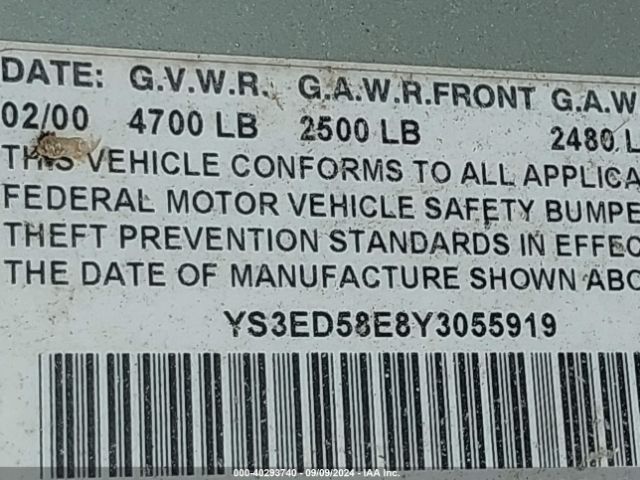 DATE: G.V.W.R. G.A.W.R.FRONT G.A.W
02/00 4700 LB 2500 LB 2480 L
THIS VEHICLE CONFORMS TO ALL APPLICA
FEDERAL MOTOR VEHICLE SAFETY BUMPE
THEFT PREVENTION STANDARDS IN EFFEC
THE DATE OF MANUFACTURE SHOWN ABO
YS3ED58E8Y3055919
000-40293740 - 09/09/2024 - IAA Inc.